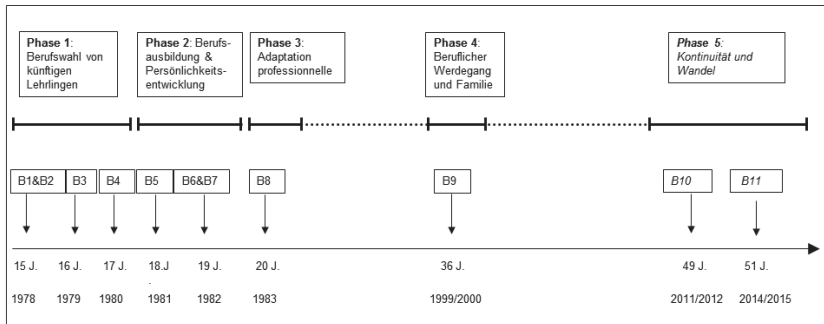 Phase 1:
Berufswahl von
künftigen
Lehrlingen
Phase 2: Berufs-
ausbildung &
Persönlichkeits-
entwicklung
Phase 3:
Adaptation
professionnelle
Phase 4:
Beruflicher
Werdegang
und Familie
Phase 5:
Kontinuität und
Wandel
B1&B2 B3 B4 B5 B6&B7 B8 B9 B10 B11
15 J. 16 J. 17 J. 18.J 19 J. 20 J. 36 J. 49 J. 51 J.
.
1978 1979 1980 1981 1982 1983 1999/2000 2011/2012 2014/2015